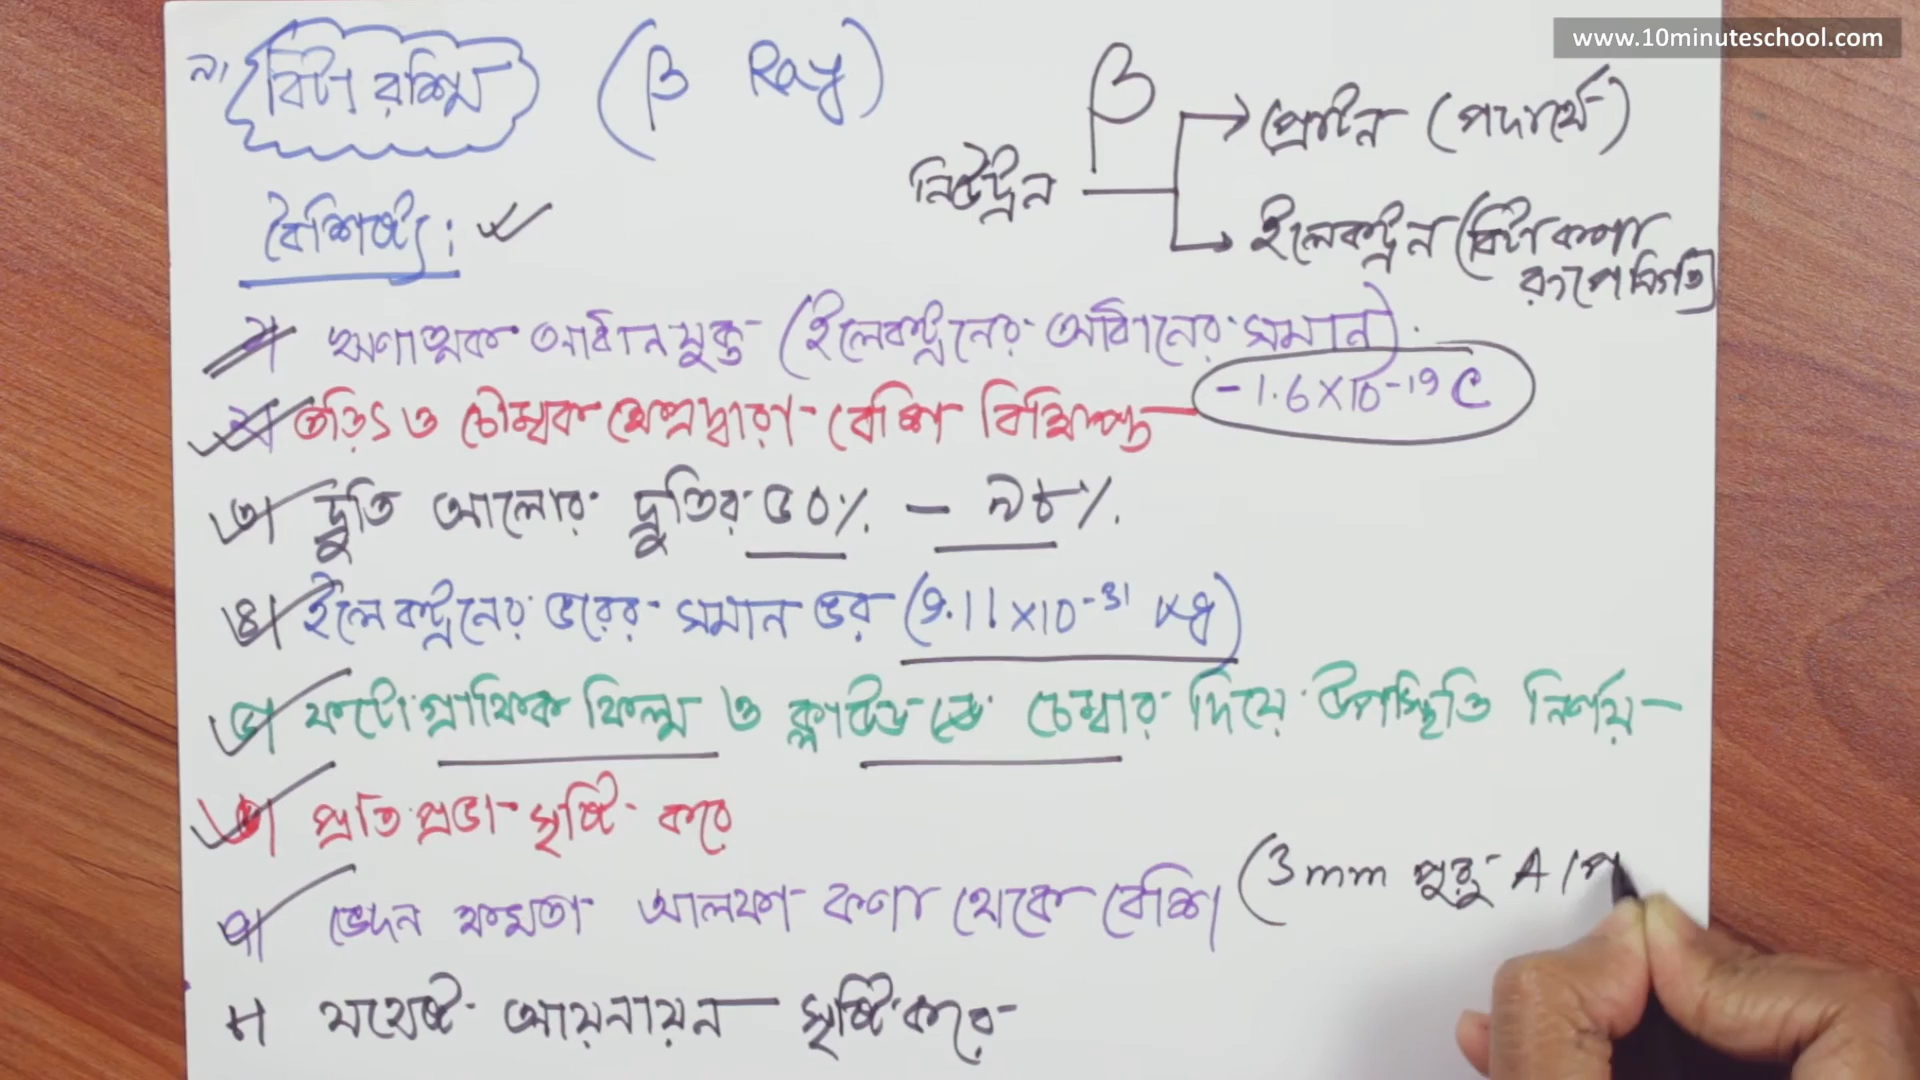 www.10minuteschool.com
বিটা রশ্মি (β Ray)
β
নিউট্রন
প্রোটন (পদার্থে)
ইলেকট্রন (বিটা কণা
রূপে নির্গত)
বৈশিষ্ট্য:
১। ঋণাত্মক আধান যুক্ত (ইলেকট্রনের আধানের সমান).
-1.6×10-19 C
২। তড়িৎ ও চৌম্বক ক্ষেত্র দ্বারা বেশি বিক্ষিপ্ত
৩। দ্রুতি আলোর দ্রুতির ৫০% - ৯৮%.
৪। ইলেকট্রনের ভরের সমান ভর (9.11×10-31 kg)
৫। ফটোগ্রাফিক ফিল্ম ও ক্লাউড চেম্বার দিয়ে উপস্থিতি নির্ণয়
৬। প্রতিপ্রভা সৃষ্টি করে
৭। ভেদন ক্ষমতা আলফা কণা থেকে বেশি (3mm পুরু A/প
৮। যথেষ্ট আয়নায়ন সৃষ্টি করে